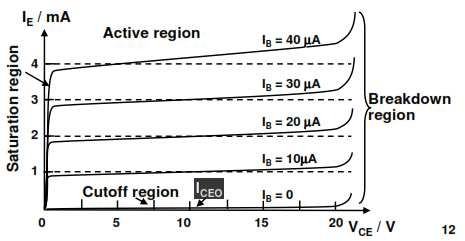 I_E / mA
Active region
I_B = 40 µA
4
I_B = 30 µA
3
Breakdown
region
I_B = 20 µA
2
I_B = 10µA
1
Saturation region
Cutoff region
I_CEO
I_B = 0
0 5 10 15 20
V_CE / V
12